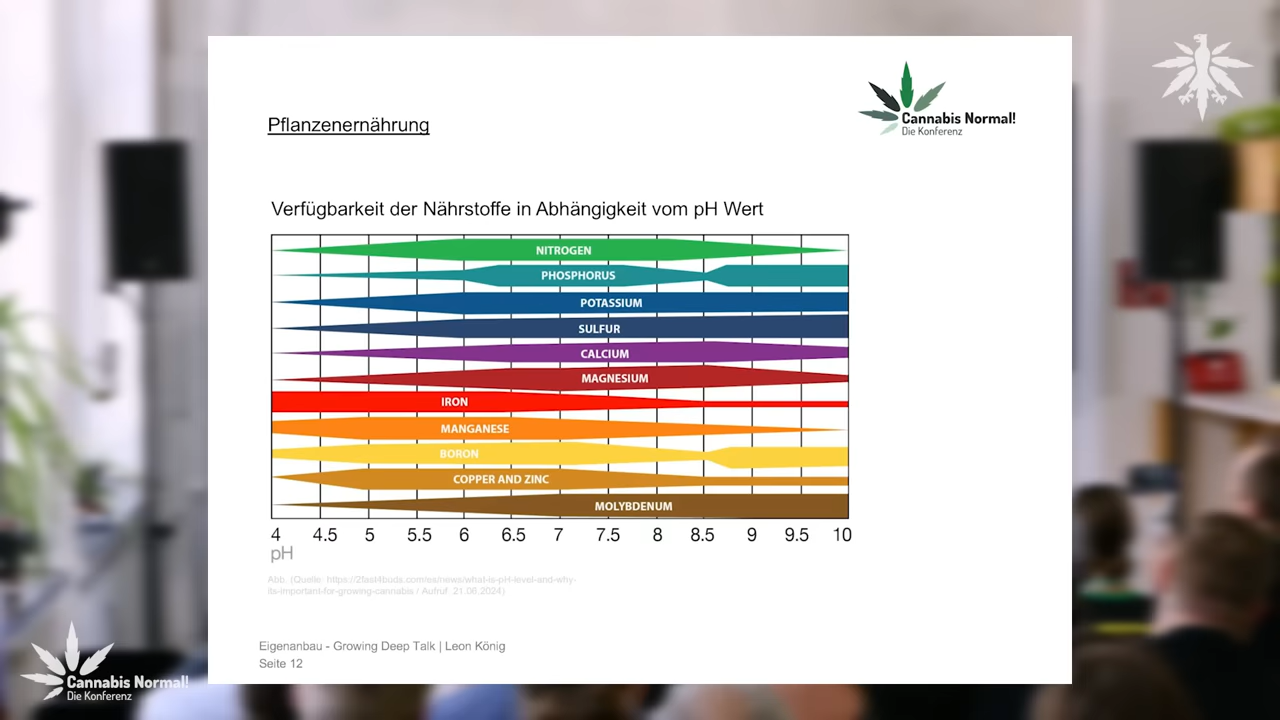 Pflanzenernährung
Cannabis Normal!
Die Konferenz
Verfügbarkeit der Nährstoffe in Abhängigkeit vom pH Wert
NITROGEN
PHOSPHORUS
POTASSIUM
SULFUR
CALCIUM
MAGNESIUM
IRON
MANGANESE
BORON
COPPER AND ZINC
MOLYBDENUM
4 4.5 5 5.5 6 6.5 7 7.5 8 8.5 9 9.5 10
pH
Abb. (Quelle: https://2fast4buds.com/es/news/what-is-pH-level-and-why-
its-important-for-growing-cannabis / Aufruf: 21.08.2024)
Eigenanbau - Growing Deep Talk | Leon König
Seite 12
Cannabis Normal!
Die Konferenz